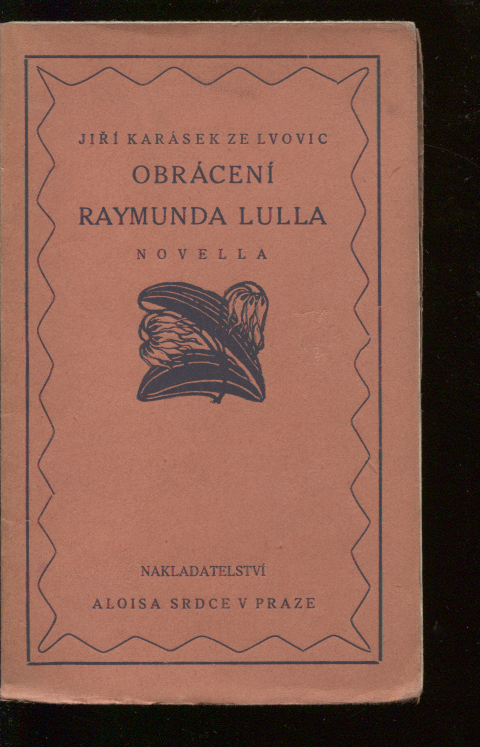 JIŘÍ KARÁSEK ZE LVOVIC
OBRÁCENÍ
RAYMUNDA LULLA
NOVELLA
NAKLADATELSTVÍ
ALOISA SRDCE V PRAZE